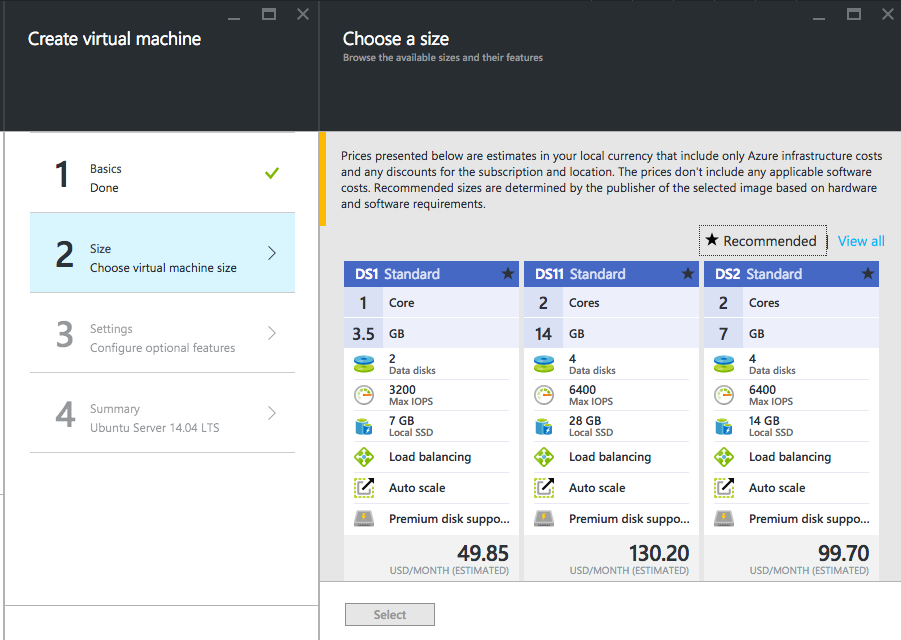 Create virtual machine
1
Basics
Done
2
Size
Choose virtual machine size
3
Settings
Configure optional features
4
Summary
Ubuntu Server 14.04 LTS
Choose a size
Browse the available sizes and their features
Prices presented below are estimates in your local currency that include only Azure infrastructure costs
and any discounts for the subscription and location. The prices don't include any applicable software
costs. Recommended sizes are determined by the publisher of the selected image based on hardware
and software requirements.
★ Recommended | View all
DS1 Standard ★
1 Core
3.5 GB
2
Data disks
3200
Max IOPS
7 GB
Local SSD
Load balancing
Auto scale
Premium disk suppo...
49.85
USD/MONTH (ESTIMATED)
DS11 Standard ★
2 Cores
14 GB
4
Data disks
6400
Max IOPS
28 GB
Local SSD
Load balancing
Auto scale
Premium disk suppo...
130.20
USD/MONTH (ESTIMATED)
DS2 Standard ★
2 Cores
7 GB
4
Data disks
6400
Max IOPS
14 GB
Local SSD
Load balancing
Auto scale
Premium disk suppo...
99.70
USD/MONTH (ESTIMATED)
Select